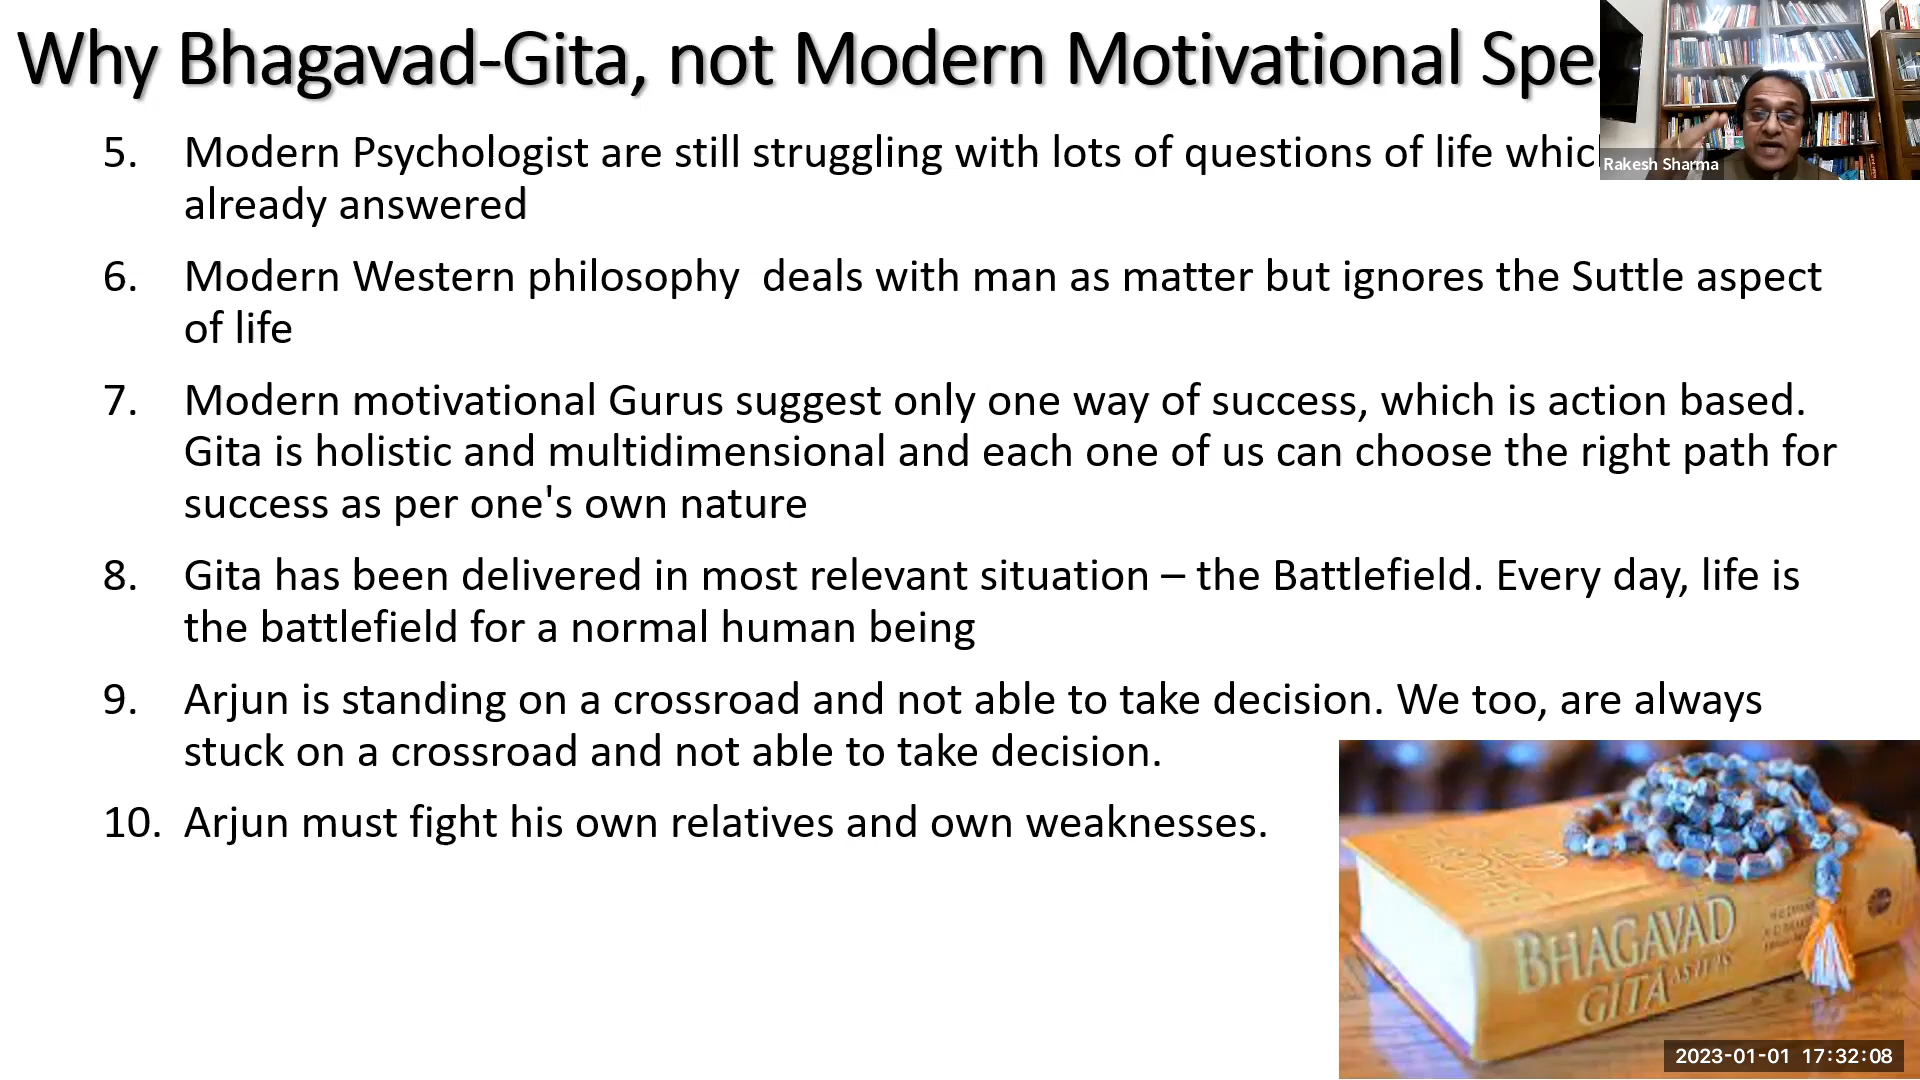 Why Bhagavad-Gita, not Modern Motivational
Rakesh Sharma
5. Modern Psychologist are still struggling with lots of questions of life
already answered
6. Modern Western philosophy  deals with man as matter but ignores the Suttle aspect
of life
7. Modern motivational Gurus suggest only one way of success, which is action based.
Gita is holistic and multidimensional and each one of us can choose the right path for
success as per one's own nature
8. Gita has been delivered in most relevant situation – the Battlefield. Every day, life is
the battlefield for a normal human being
9. Arjun is standing on a crossroad and not able to take decision. We too, are always
stuck on a crossroad and not able to take decision.
10. Arjun must fight his own relatives and own weaknesses.
BHAGAVAD
GITA AS IT IS
2023-01-01 17:32:08